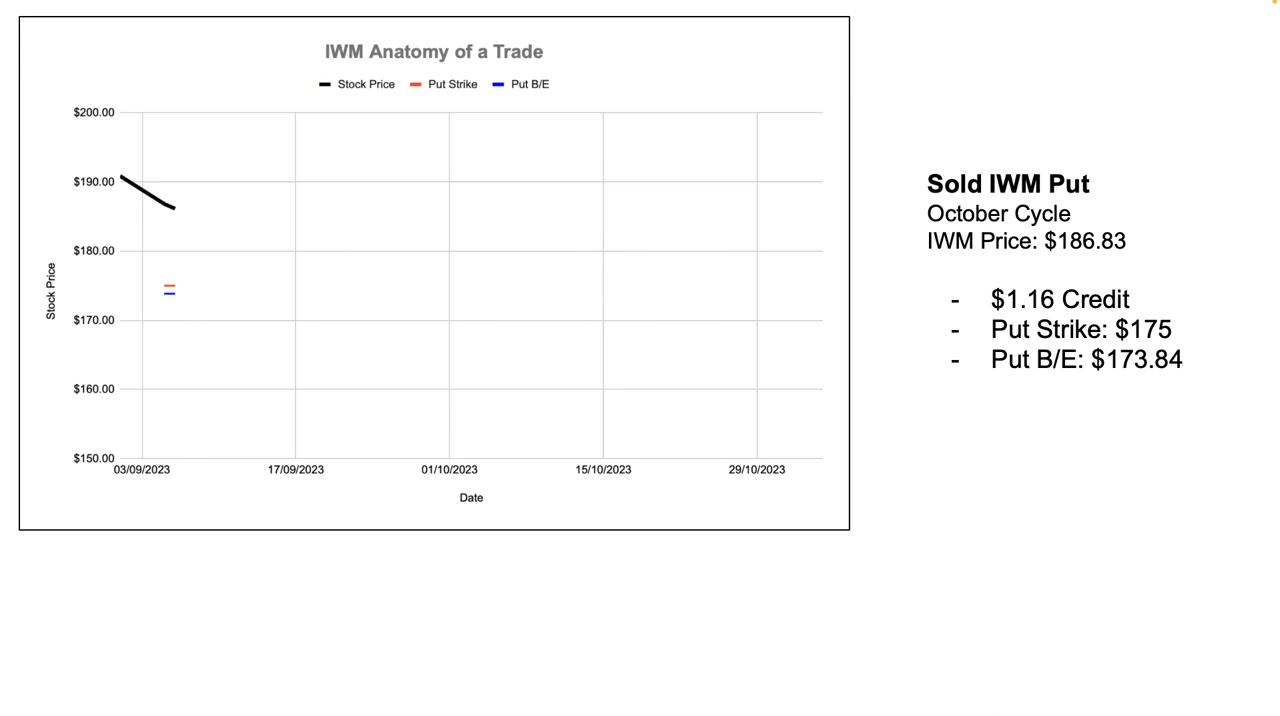 IWM Anatomy of a Trade
Stock Price Put Strike Put B/E
$200.00
$190.00
$180.00
$170.00
$160.00
$150.00
Stock Price
03/09/2023 17/09/2023 01/10/2023 15/10/2023 29/10/2023
Date
Sold IWM Put
October Cycle
IWM Price: $186.83
- $1.16 Credit
- Put Strike: $175
- Put B/E: $173.84